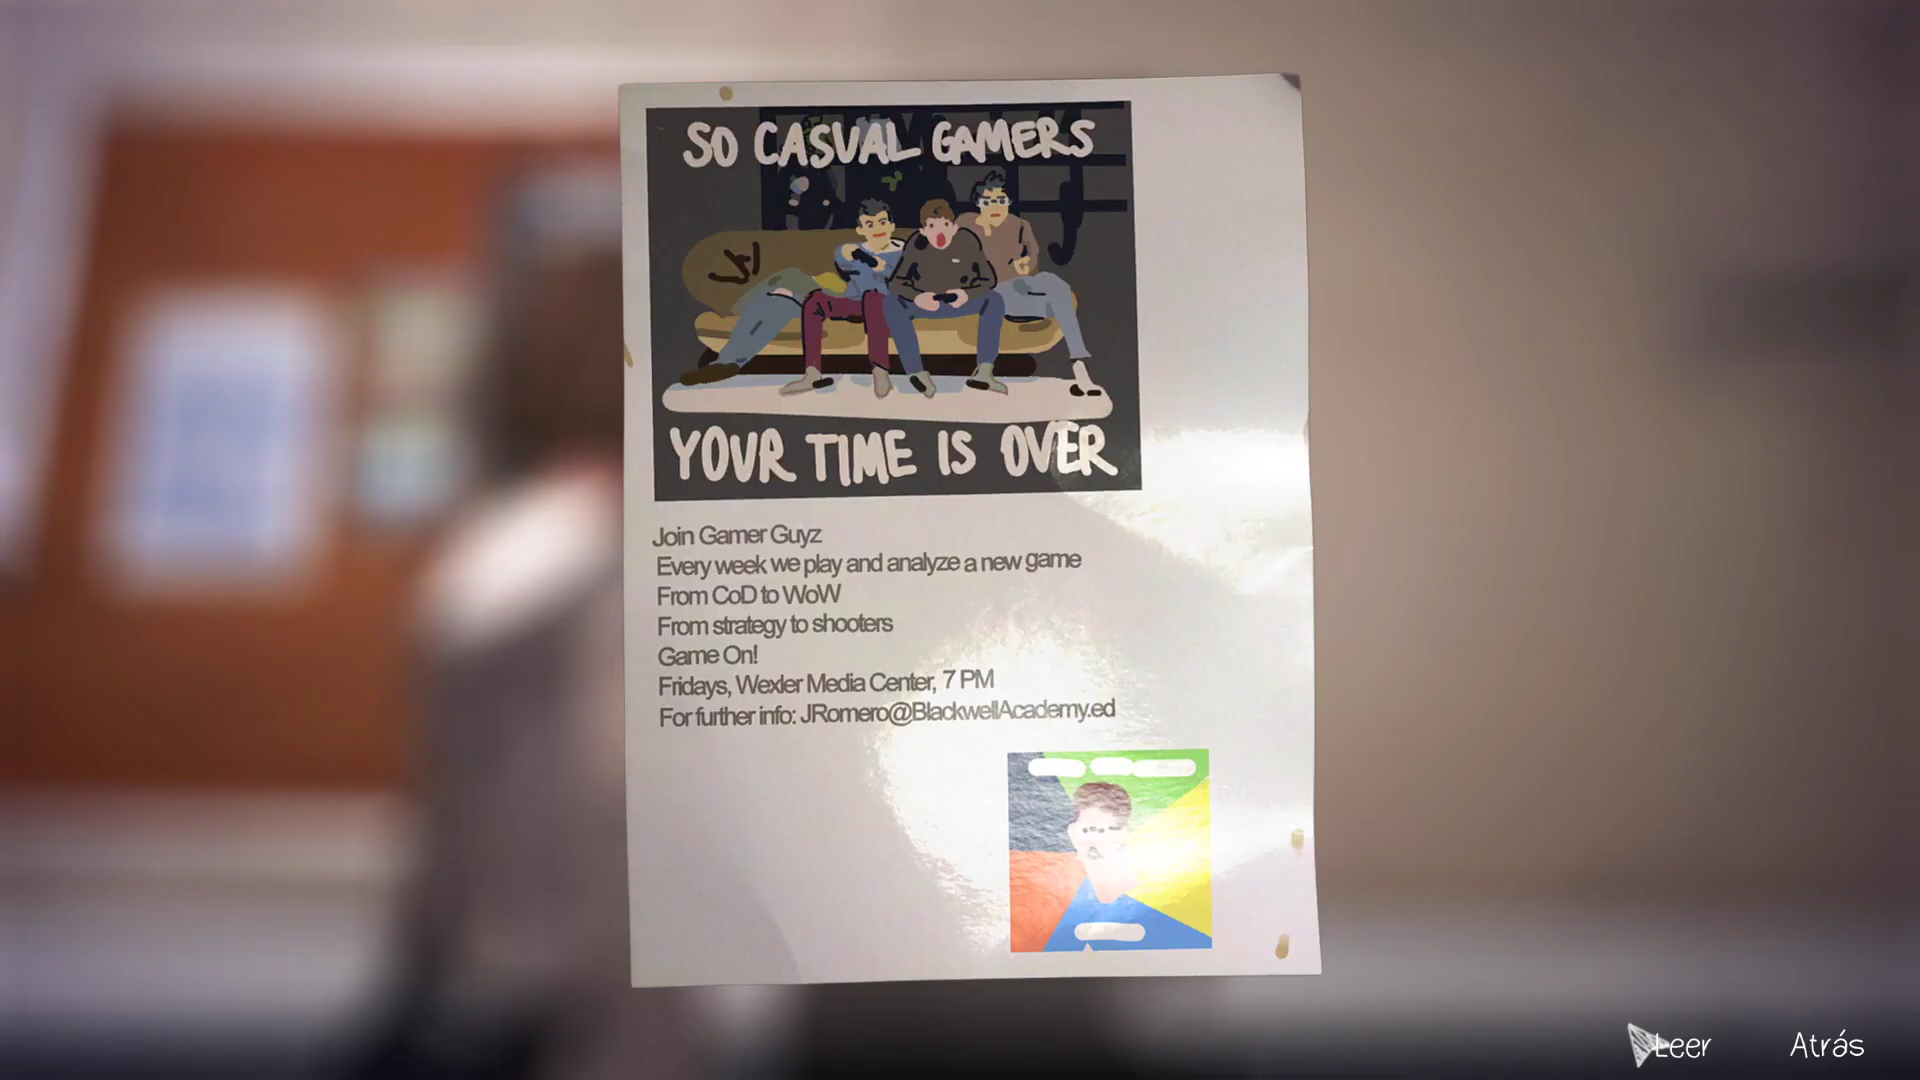 SO CASUAL GAMERS
YOUR TIME IS OVER
Join Gamer Guyz
Every week we play and analyze a new game
From CoD to WoW
From strategy to shooters
Game On!
Fridays, Wexler Media Center, 7 PM
For further info: JRomero@BlackwellAcademy.ed
Leer Atrás